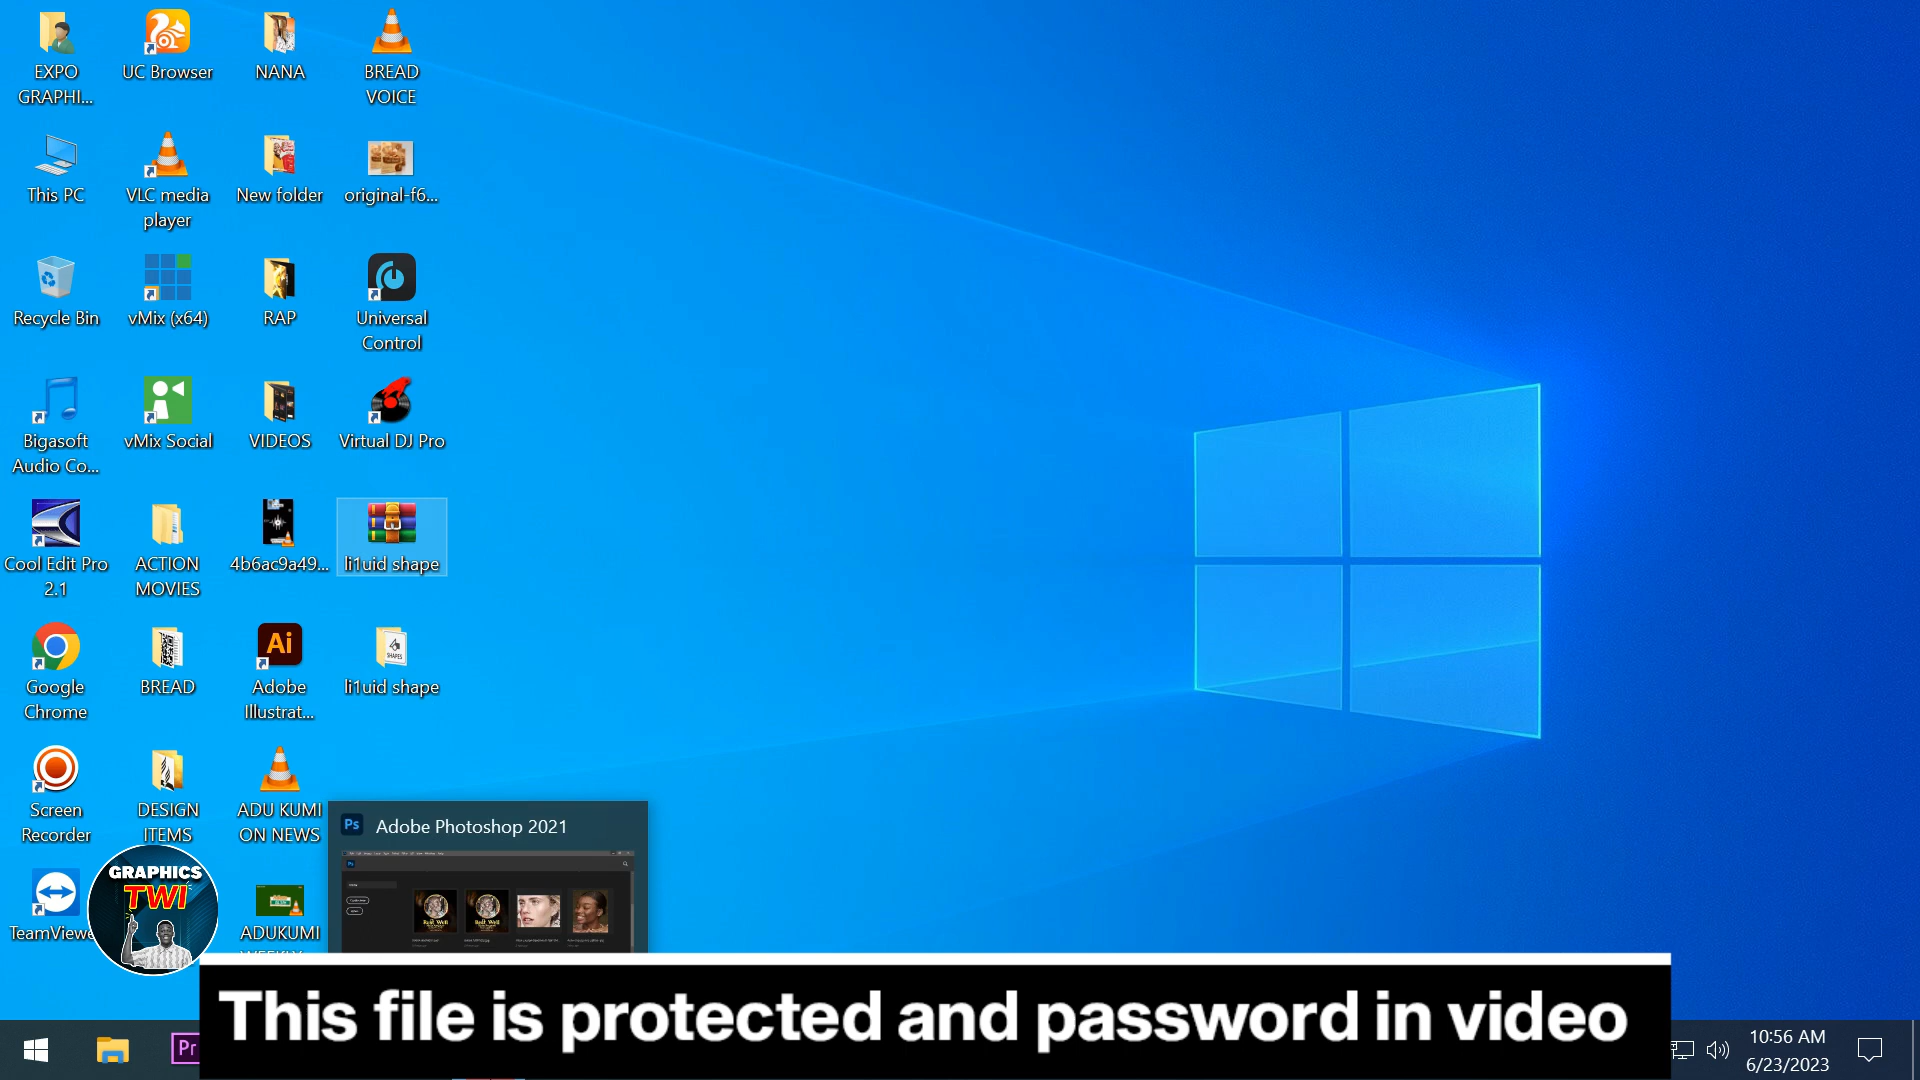 EXPO
GRAPHI...
UC Browser
NANA
BREAD
VOICE
This PC
VLC media
player
New folder
original-f6...
Recycle Bin
vMix (x64)
RAP
Universal
Control
Bigasoft
Audio Co...
vMix Social
VIDEOS
Virtual DJ Pro
Cool Edit Pro
2.1
ACTION
MOVIES
4b6ac9a49...
li1uid shape
Google
Chrome
BREAD
Ai
Adobe
Illustrat...
SHAPES
li1uid shape
Screen
Recorder
DESIGN
ITEMS
ADU KUMI
ON NEWS
Ps
Adobe Photoshop 2021
TeamViewe
GRAPHICS
TWI
ADUKUMI
This file is protected and password in video
Pr
10:56 AM
6/23/2023